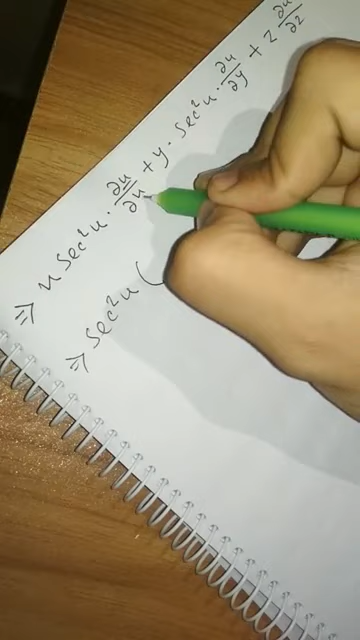 ⇒ x sec²u · ∂u/∂x + y · sec²u · ∂u/∂y + z ∂u/∂z
⇒ sec²u (